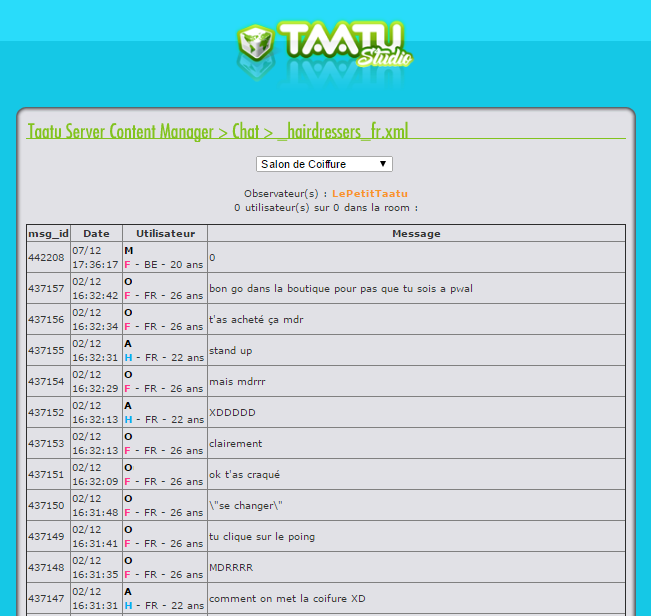 TAATU
Studio
Taatu Server Content Manager > Chat > _hairdressers_fr.xml
Salon de Coiffure ▼
Observateur(s) : LePetitTaatu
0 utilisateur(s) sur 0 dans la room :
msg_id Date Utilisateur Message
442208 07/12 17:36:17 M F - BE - 20 ans 0
437157 02/12 16:32:42 O F - FR - 26 ans bon go dans la boutique pour pas que tu sois a pwal
437156 02/12 16:32:34 O F - FR - 26 ans t'as acheté ça mdr
437155 02/12 16:32:31 A H - FR - 22 ans stand up
437154 02/12 16:32:29 O F - FR - 26 ans mais mdrrr
437152 02/12 16:32:13 A H - FR - 22 ans XDDDDD
437153 02/12 16:32:13 O F - FR - 26 ans clairement
437151 02/12 16:32:09 O F - FR - 26 ans ok t'as craqué
437150 02/12 16:31:48 O F - FR - 26 ans \"se changer\"
437149 02/12 16:31:41 O F - FR - 26 ans tu clique sur le poing
437148 02/12 16:31:35 O F - FR - 26 ans MDRRRR
437147 02/12 16:31:31 A H - FR - 22 ans comment on met la coifure XD